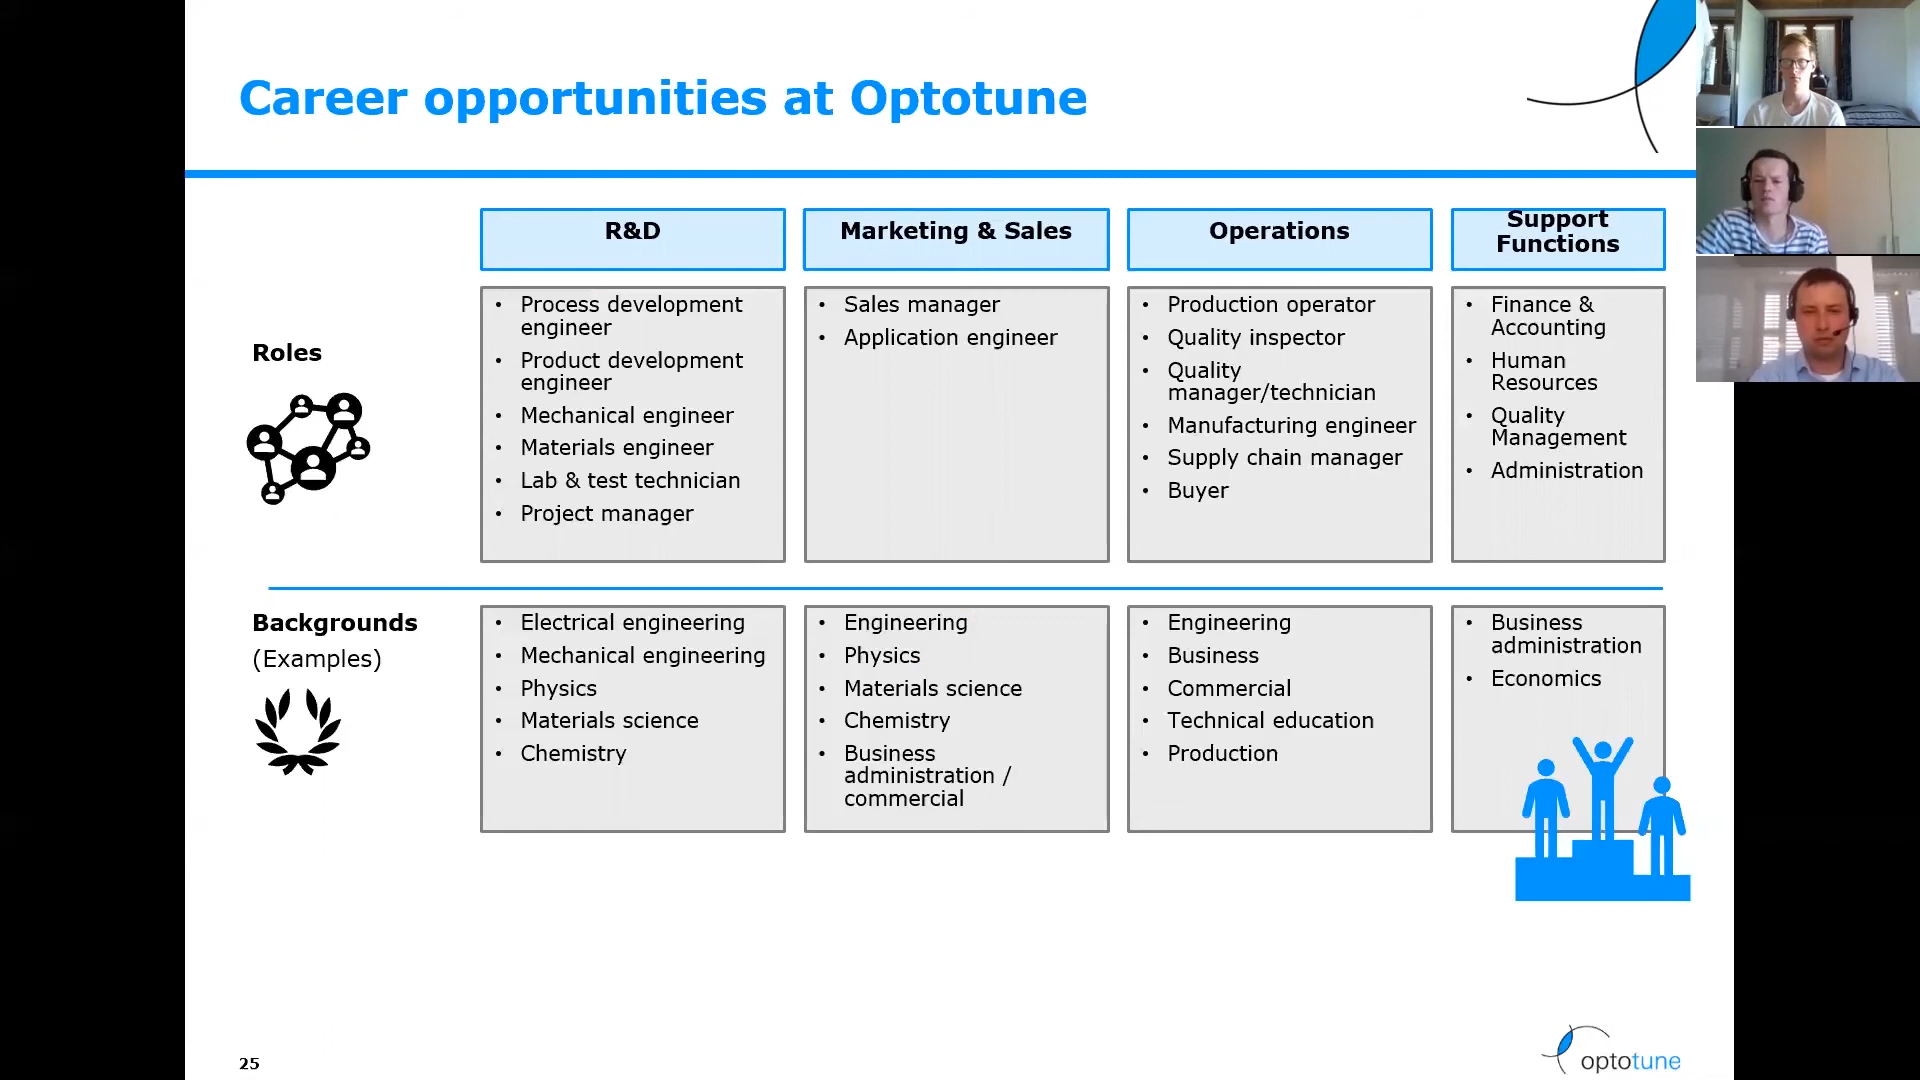 Career opportunities at Optotune
R&D
Marketing & Sales
Operations
Support
Functions
Roles
• Process development
engineer
• Product development
engineer
• Mechanical engineer
• Materials engineer
• Lab & test technician
• Project manager
• Sales manager
• Application engineer
• Production operator
• Quality inspector
• Quality
manager/technician
• Manufacturing engineer
• Supply chain manager
• Buyer
• Finance &
Accounting
• Human
Resources
• Quality
Management
• Administration
Backgrounds
(Examples)
• Electrical engineering
• Mechanical engineering
• Physics
• Materials science
• Chemistry
• Engineering
• Physics
• Materials science
• Chemistry
• Business
administration /
commercial
• Engineering
• Business
• Commercial
• Technical education
• Production
• Business
administration
• Economics
25
optotune